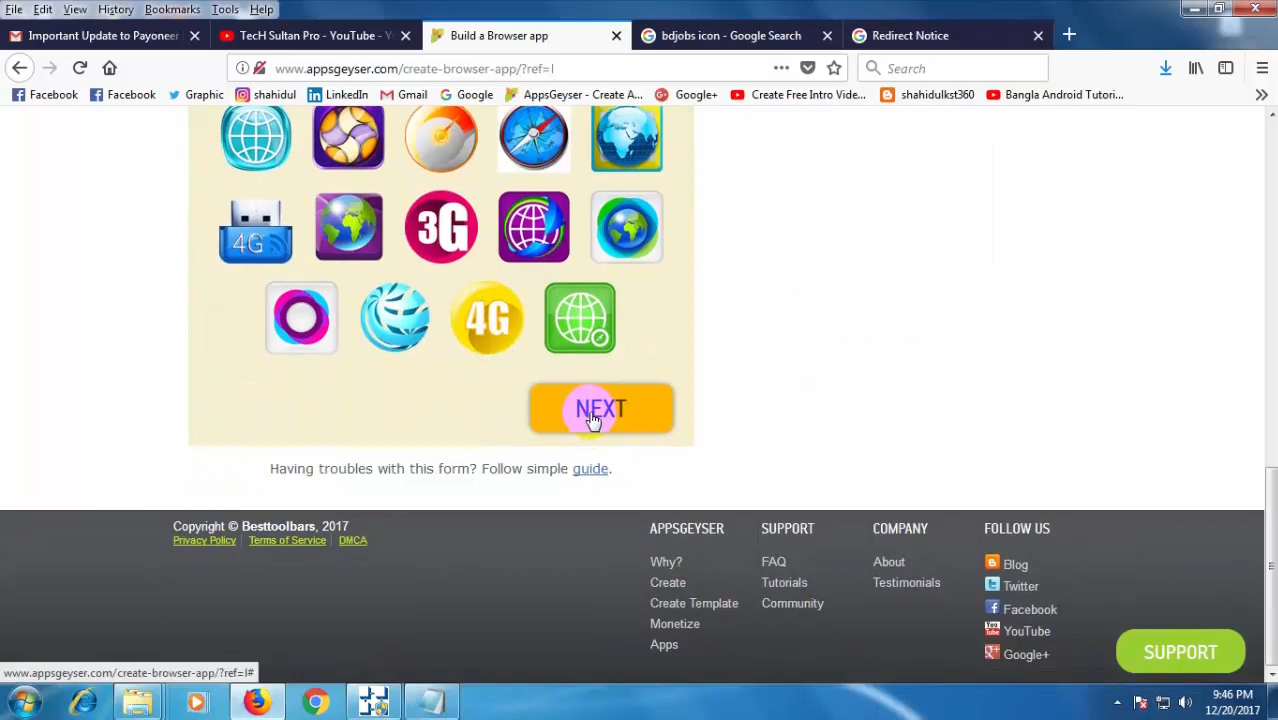 File Edit View History Bookmarks Tools Help
Important Update to Payoneer
TecH Sultan Pro - YouTube - Y
Build a Browser app
bdjobs icon - Google Search
Redirect Notice
www.appsgeyser.com/create-browser-app/?ref=l
Search
Facebook Facebook Graphic shahidul LinkedIn Gmail Google AppsGeyser - Create A... Google+ Create Free Intro Vide... shahidulkst360 Bangla Android Tutori...
4G 3G
4G
NEXT
Having troubles with this form? Follow simple guide.
Copyright © Besttoolbars, 2017
Privacy Policy Terms of Service DMCA
APPSGEYSER
Why?
Create
Create Template
Monetize
Apps
SUPPORT
FAQ
Tutorials
Community
COMPANY
About
Testimonials
FOLLOW US
Blog
Twitter
Facebook
YouTube
Google+
SUPPORT
www.appsgeyser.com/create-browser-app/?ref=l#
9:46 PM
12/20/2017